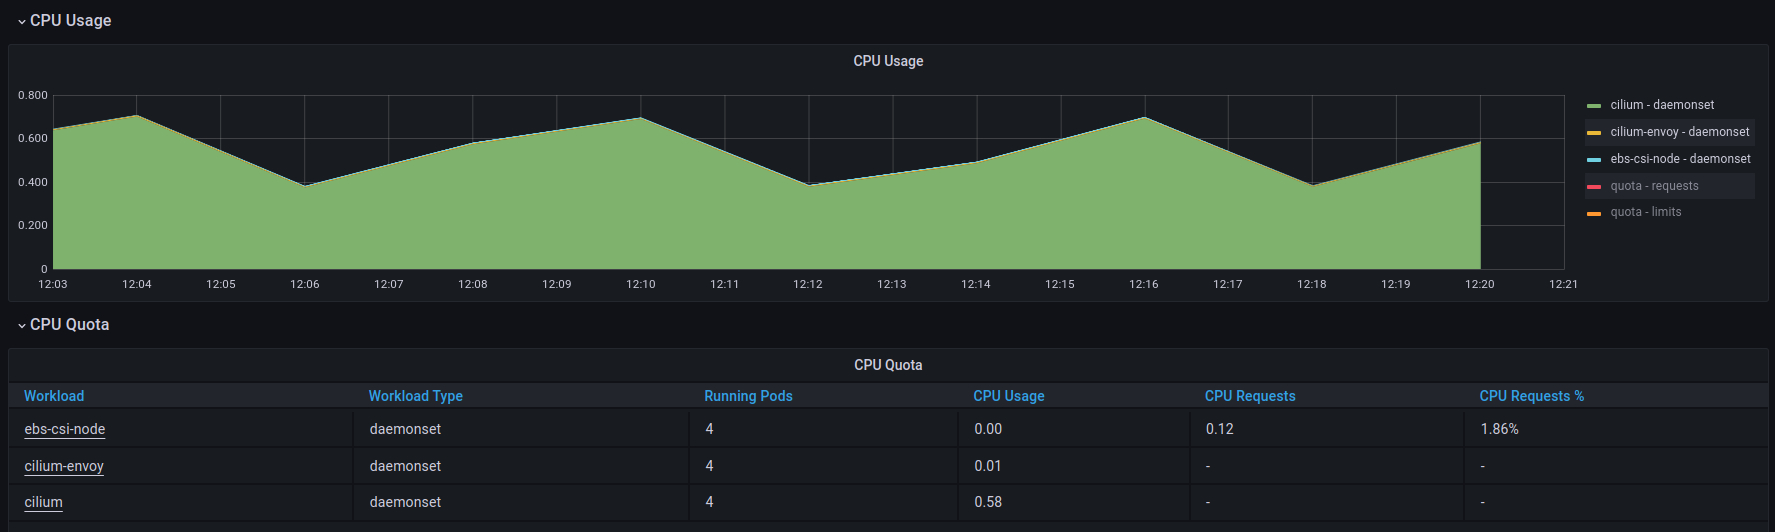 CPU Usage
CPU Usage
0.800
0.600
0.400
0.200
0
12:03 12:04 12:05 12:06 12:07 12:08 12:09 12:10 12:11 12:12 12:13 12:14 12:15 12:16 12:17 12:18 12:19 12:20 12:21
cilium - daemonset
cilium-envoy - daemonset
ebs-csi-node - daemonset
quota - requests
quota - limits
CPU Quota
CPU Quota
Workload Workload Type Running Pods CPU Usage CPU Requests CPU Requests %
ebs-csi-node daemonset 4 0.00 0.12 1.86%
cilium-envoy daemonset 4 0.01 - -
cilium daemonset 4 0.58 - -